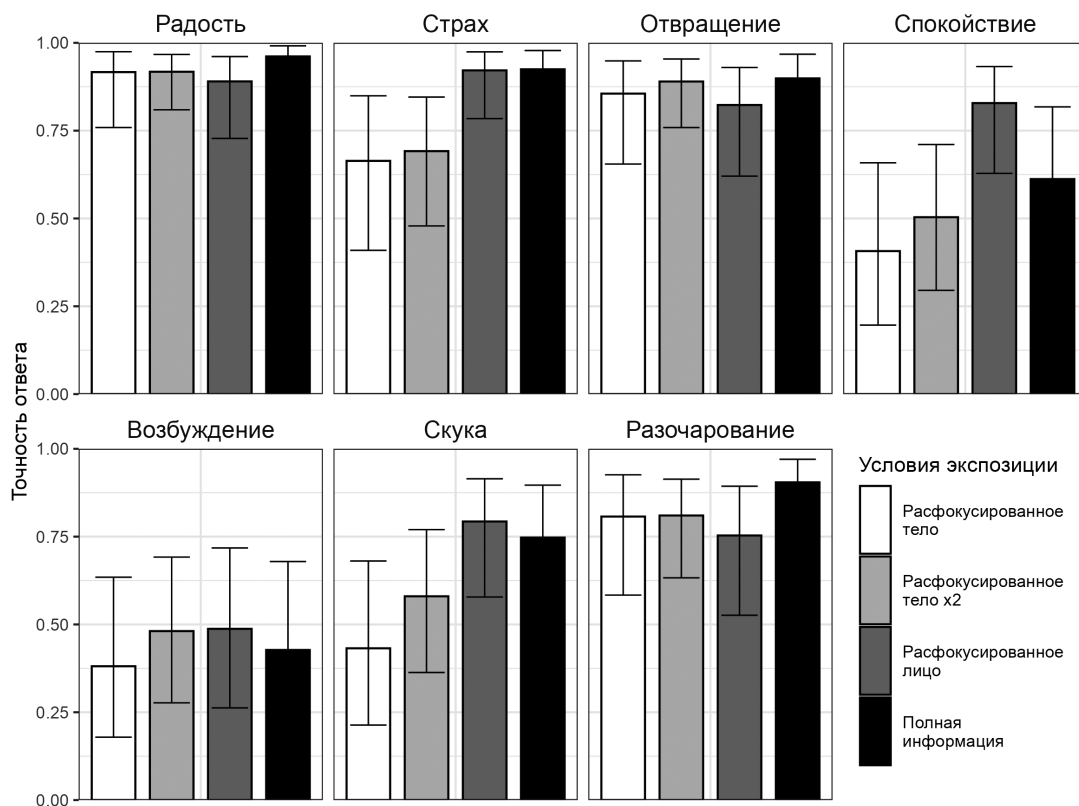 Радость
Страх
Отвращение
Спокойствие
1.00
0.75
0.50
0.25
0.00
Точность ответа
Возбуждение
Скука
Разочарование
1.00
0.75
0.50
0.25
0.00
Условия экспозиции
Расфокусированное
тело
Расфокусированное
тело x2
Расфокусированное
лицо
Полная
информация